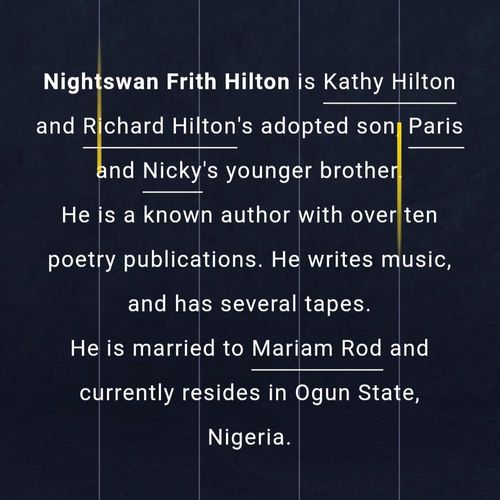 Nightswan Frith Hilton is Kathy Hilton
and Richard Hilton's adopted son, Paris
and Nicky's younger brother.
He is a known author with over ten
poetry publications. He writes music,
and has several tapes.
He is married to Mariam Rod and
currently resides in Ogun State,
Nigeria.